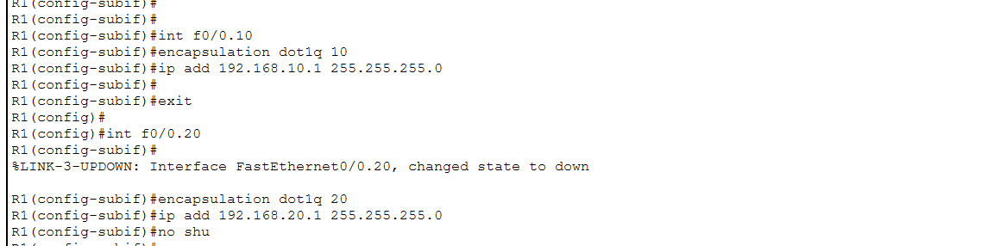 R1(config-subif)#
R1(config-subif)#
R1(config-subif)#int f0/0.10
R1(config-subif)#encapsulation dot1q 10
R1(config-subif)#ip add 192.168.10.1 255.255.255.0
R1(config-subif)#
R1(config-subif)#exit
R1(config)#
R1(config)#int f0/0.20
R1(config-subif)#
%LINK-3-UPDOWN: Interface FastEthernet0/0.20, changed state to down
R1(config-subif)#encapsulation dot1q 20
R1(config-subif)#ip add 192.168.20.1 255.255.255.0
R1(config-subif)#no shu